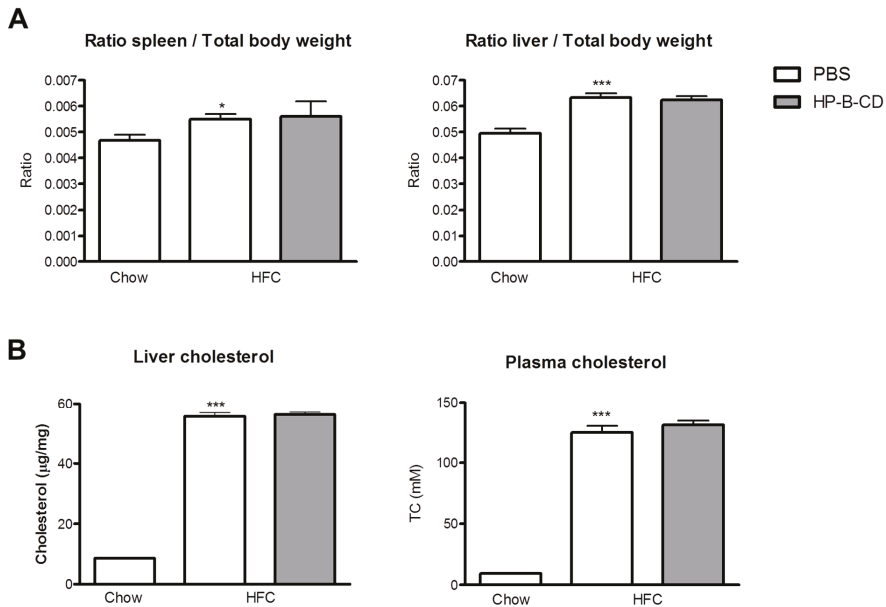 A
Ratio spleen / Total body weight
Ratio liver / Total body weight
PBS
HP-B-CD
Ratio
0.007
0.006
0.005
0.004
0.003
0.002
0.001
0.000
*
Chow
HFC
Ratio
0.07
0.06
0.05
0.04
0.03
0.02
0.01
0.00
***
Chow
HFC
B
Liver cholesterol
Plasma cholesterol
Cholesterol (µg/mg)
60
40
20
0
***
Chow
HFC
TC (mM)
150
100
50
0
***
Chow
HFC